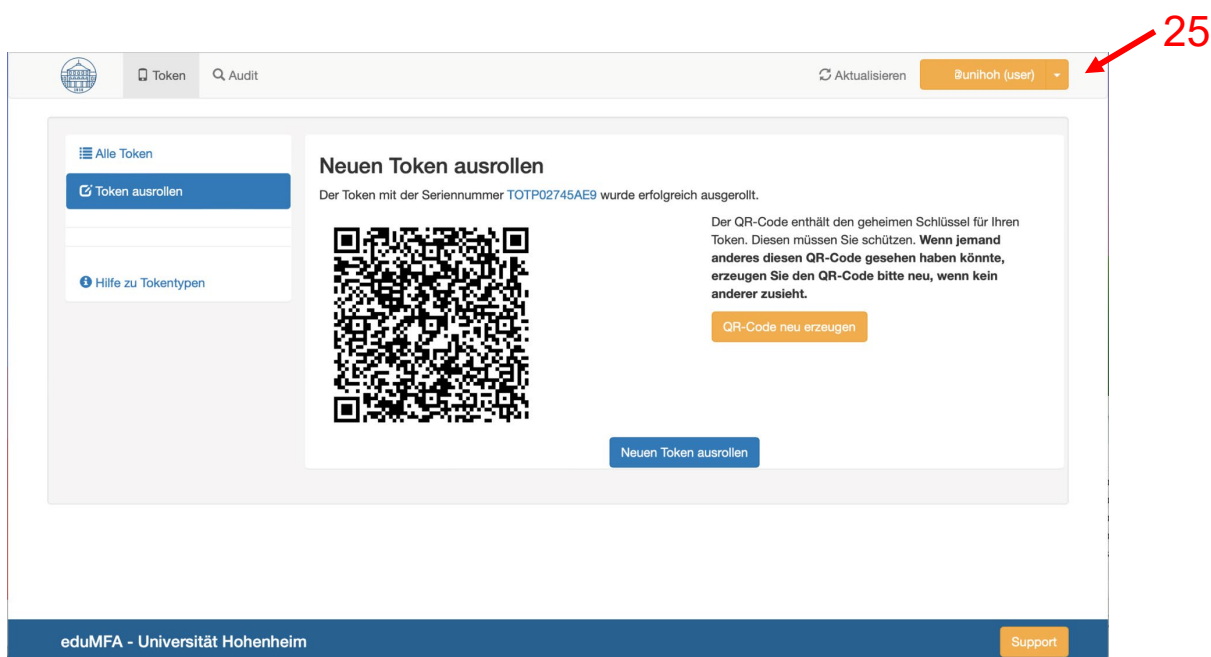 25
Token
Audit
Aktualisieren
@unihoh (user)
Alle Token
Token ausrollen
Hilfe zu Tokentypen
Neuen Token ausrollen
Der Token mit der Seriennummer TOTP02745AE9 wurde erfolgreich ausgerollt.
Der QR-Code enthält den geheimen Schlüssel für Ihren
Token. Diesen müssen Sie schützen. Wenn jemand
anderes diesen QR-Code gesehen haben könnte,
erzeugen Sie den QR-Code bitte neu, wenn kein
anderer zusieht.
QR-Code neu erzeugen
Neuen Token ausrollen
eduMFA - Universität Hohenheim
Support